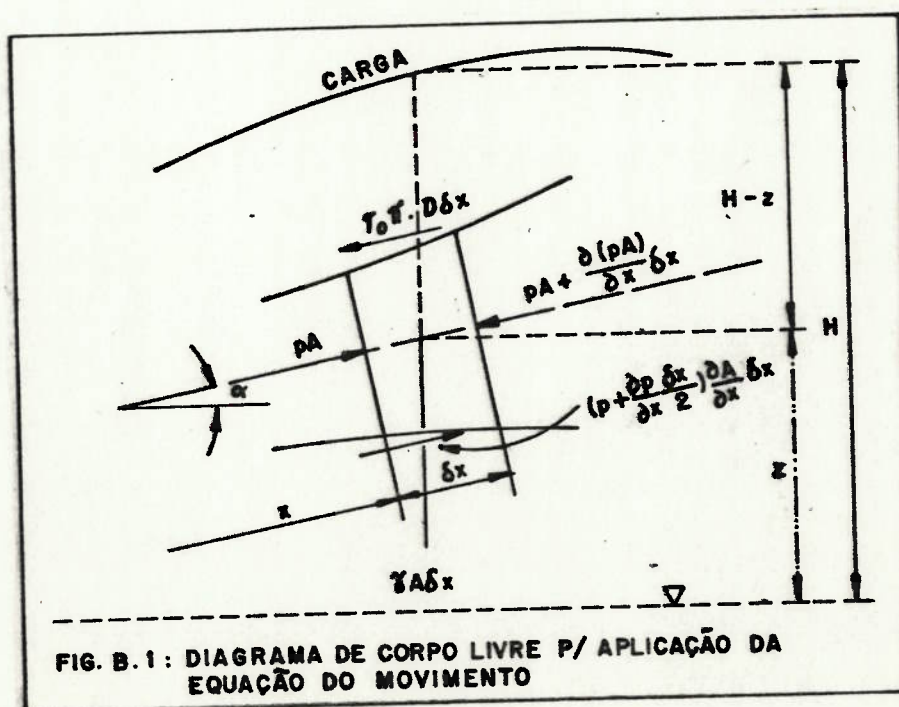 CARGA
τ₀π. Dδx
H-z
pA + ∂(pA)/∂x δx
pA
H
α
(p+ ∂p/∂x δx/2) ∂A/∂x δx
z
δx
x
γAδx
FIG. B.1: DIAGRAMA DE CORPO LIVRE P/ APLICAÇÃO DA
EQUAÇÃO DO MOVIMENTO